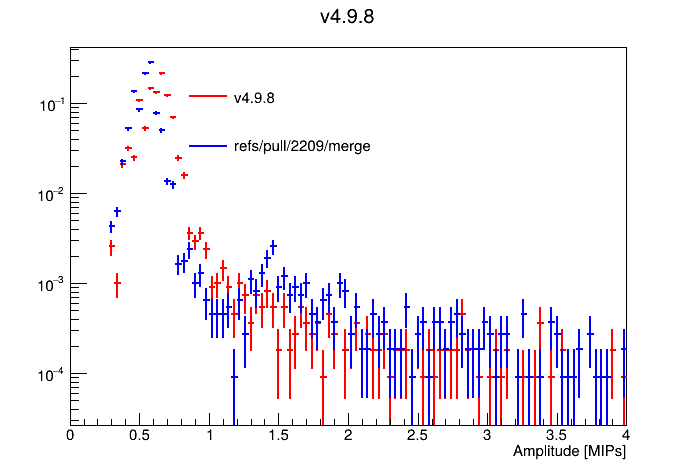 v4.9.8
10⁻¹
v4.9.8
refs/pull/2209/merge
10⁻²
10⁻³
10⁻⁴
0 0.5 1 1.5 2 2.5 3 3.5 4
Amplitude [MIPs]